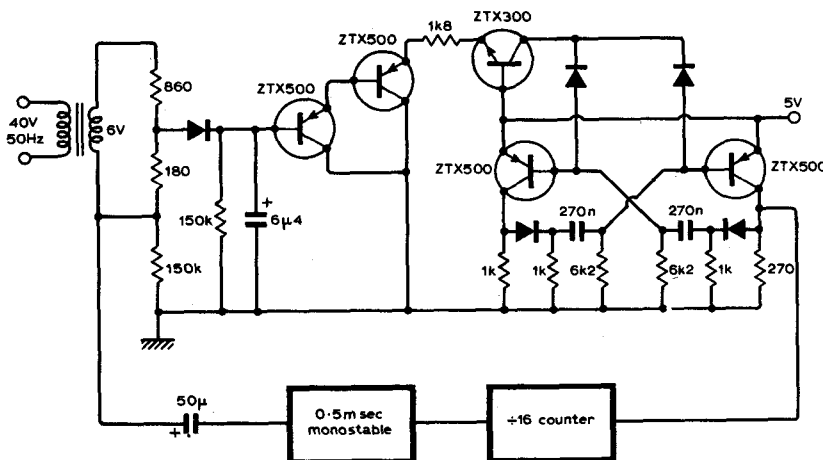 40V
50Hz
6V
860
180
150k
150k
6μ4
ZTX500
ZTX500
1k8
ZTX300
5V
ZTX500
ZTX500
270n
270n
1k
1k
6k2
6k2
1k
270
50μ
0·5m sec
monostable
÷16 counter
+
+